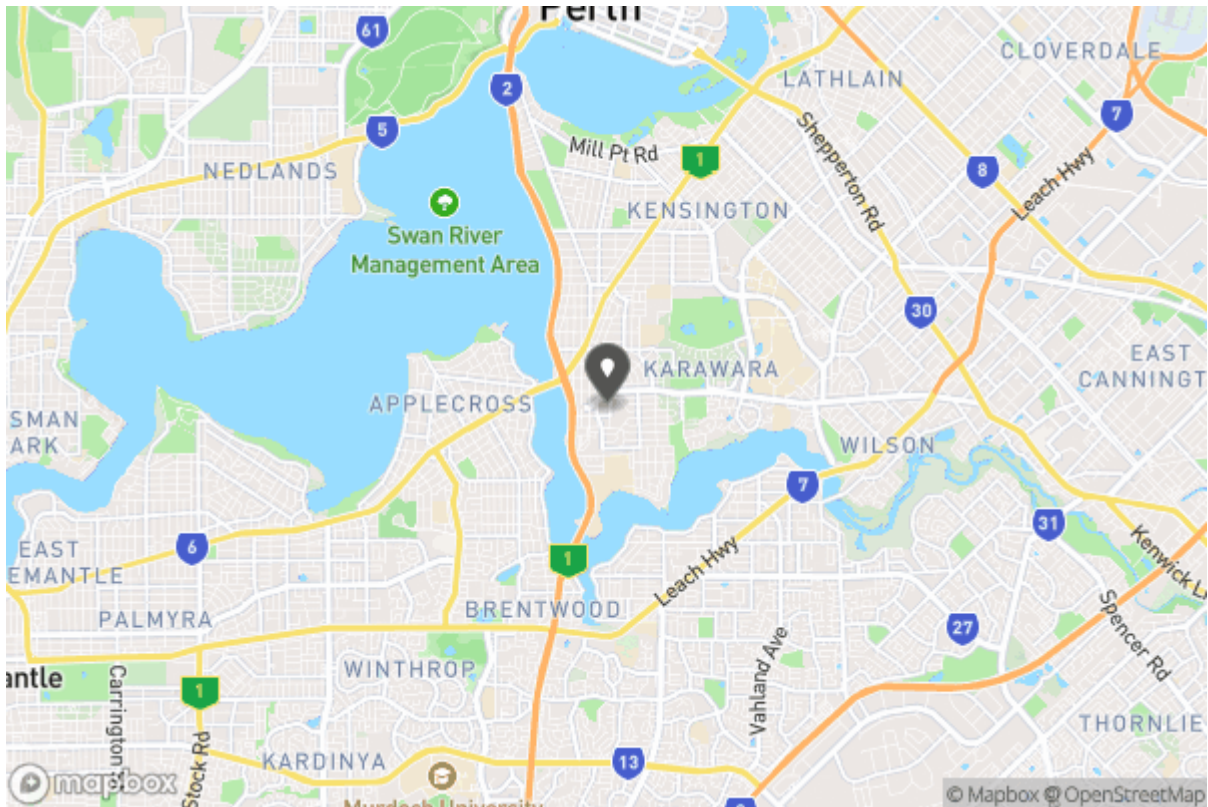 Perth
61
CLOVERDALE
LATHLAIN
2
7
5
Mill Pt Rd
1
Shepperton Rd
8
Leach Hwy
NEDLANDS
KENSINGTON
Swan River
Management Area
30
KARAWARA
EAST
CANNINGT
APPLECROSS
SMAN
ARK
WILSON
7
6
1
31
EAST
EMANTLE
Leach Hwy
Kenwick L
PALMYRA
BRENTWOOD
27
Spencer Rd
WINTHROP
Vahland Ave
antle
Carrington
1
Stock Rd
THORNLIE
KARDINYA
13
Murdoch University
mapbox
© Mapbox © OpenStreetMap